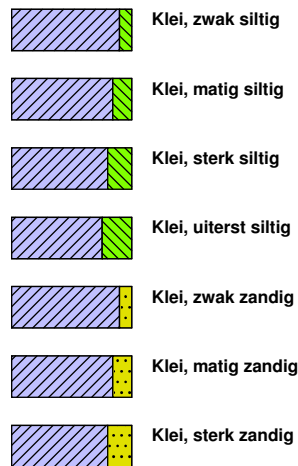 Klei, zwak siltig
Klei, matig siltig
Klei, sterk siltig
Klei, uiterst siltig
Klei, zwak zandig
Klei, matig zandig
Klei, sterk zandig